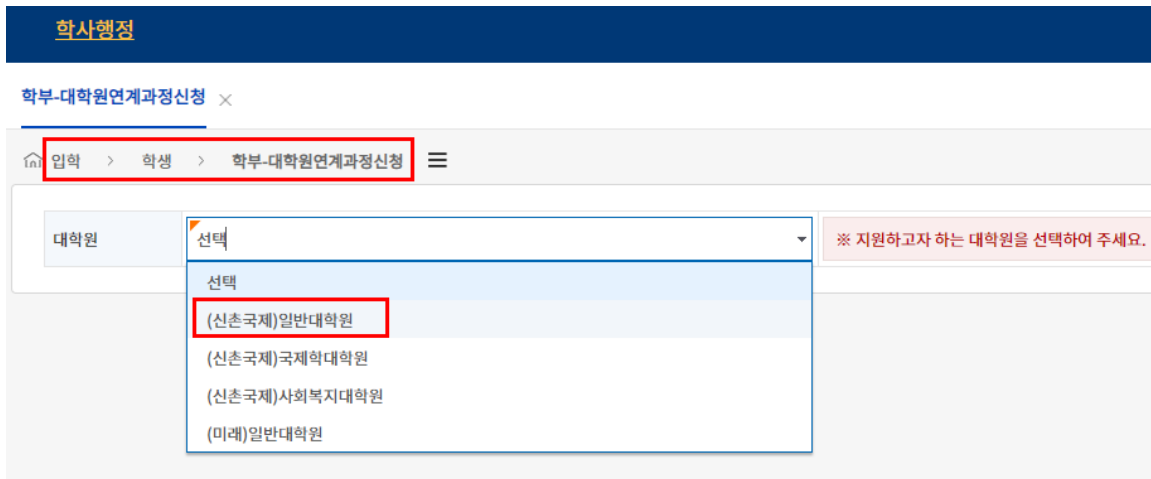 학사행정
학부-대학원연계과정신청
입학 > 학생 > 학부-대학원연계과정신청
대학원 선택 ※ 지원하고자 하는 대학원을 선택하여 주세요.
선택
(신촌국제)일반대학원
(신촌국제)국제학대학원
(신촌국제)사회복지대학원
(미래)일반대학원